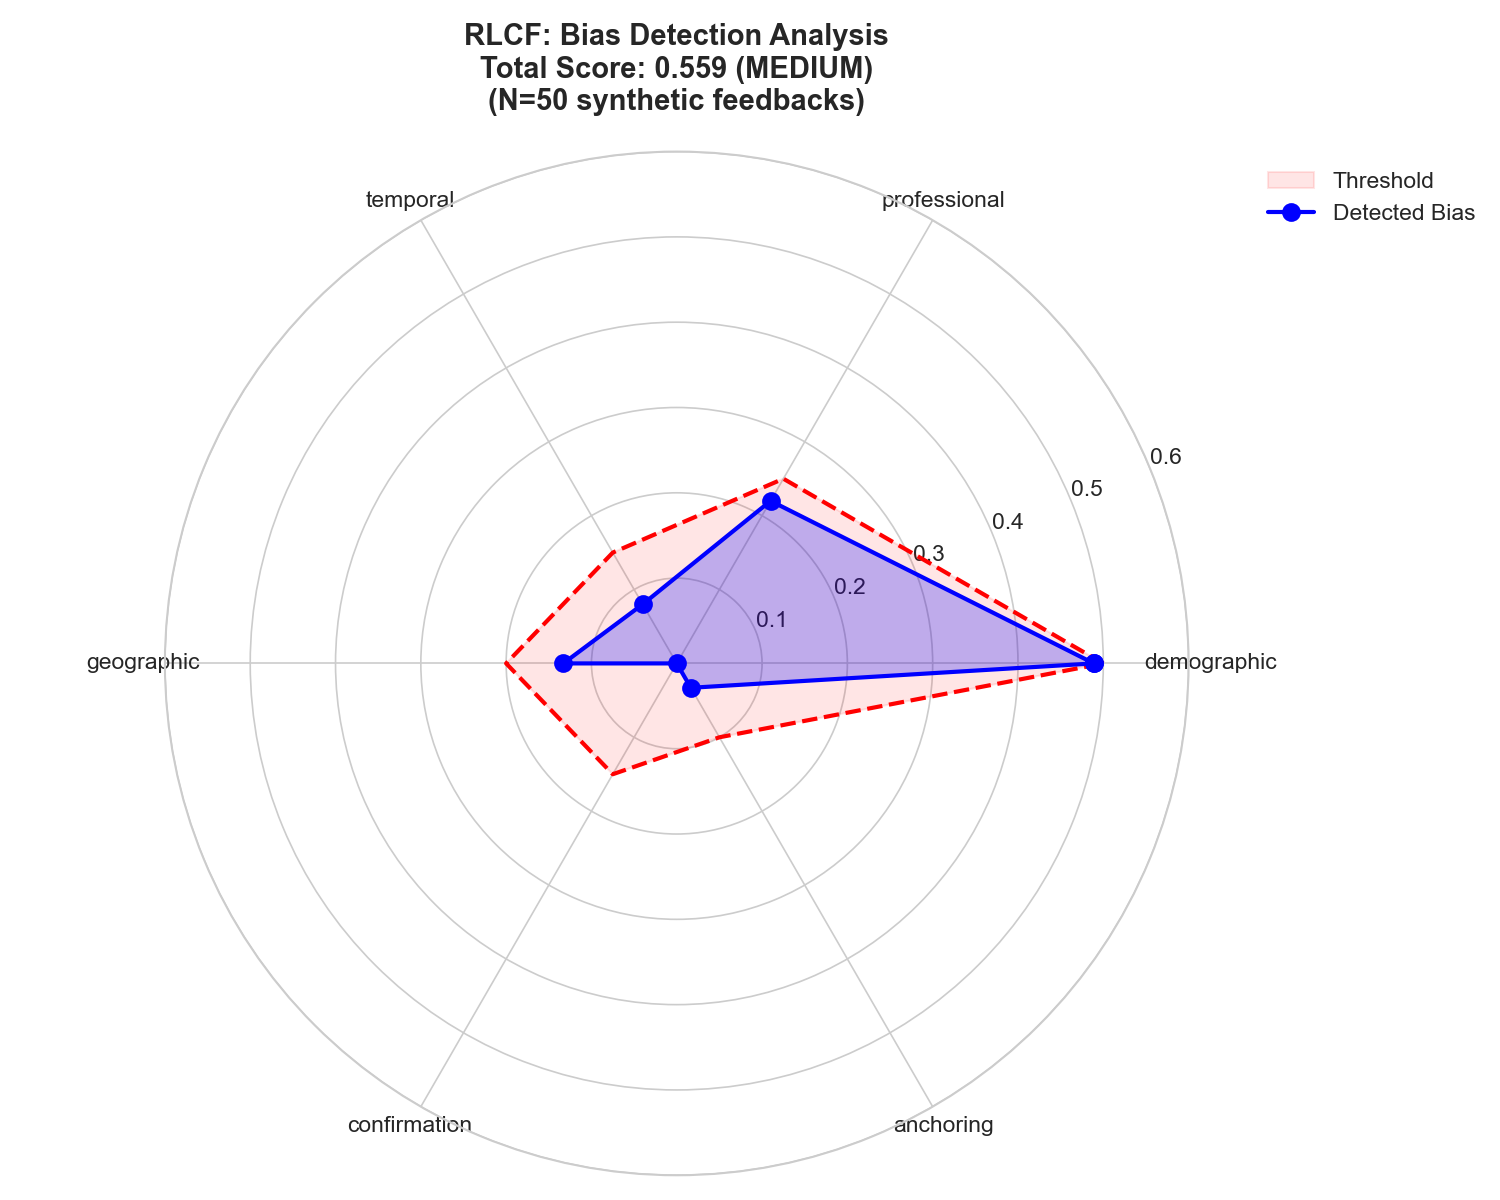 RLCF: Bias Detection Analysis
Total Score: 0.559 (MEDIUM)
(N=50 synthetic feedbacks)
Threshold
Detected Bias
temporal
professional
0.6
0.5
0.4
0.3
0.2
0.1
geographic
demographic
confirmation
anchoring